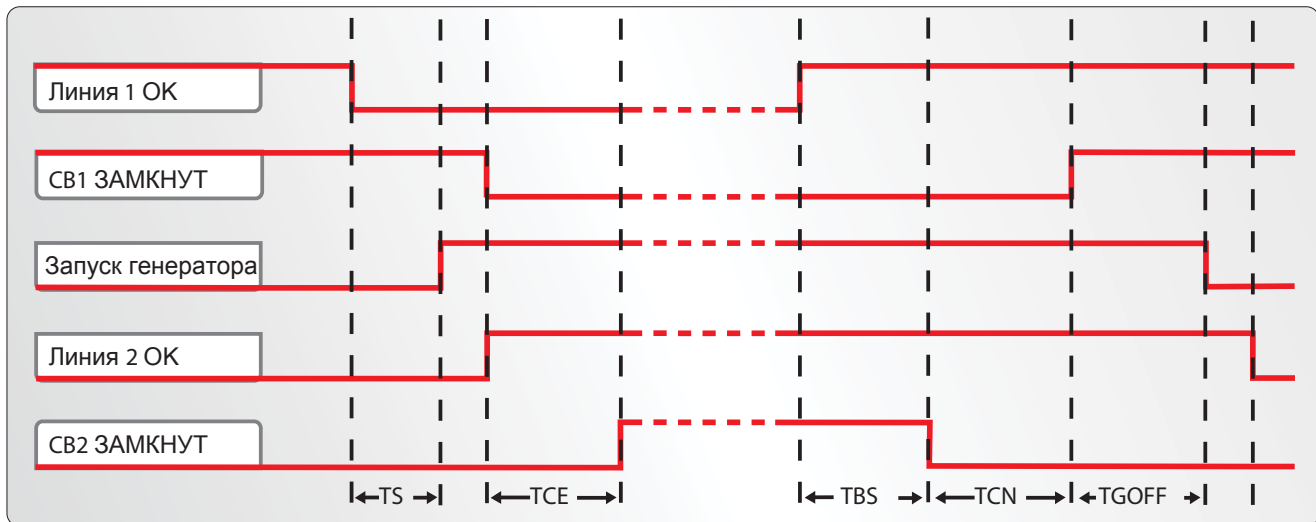 Линия 1 OK
CB1 ЗАМКНУТ
Запуск генератора
Линия 2 OK
CB2 ЗАМКНУТ
TS
TCE
TBS
TCN
TGOFF